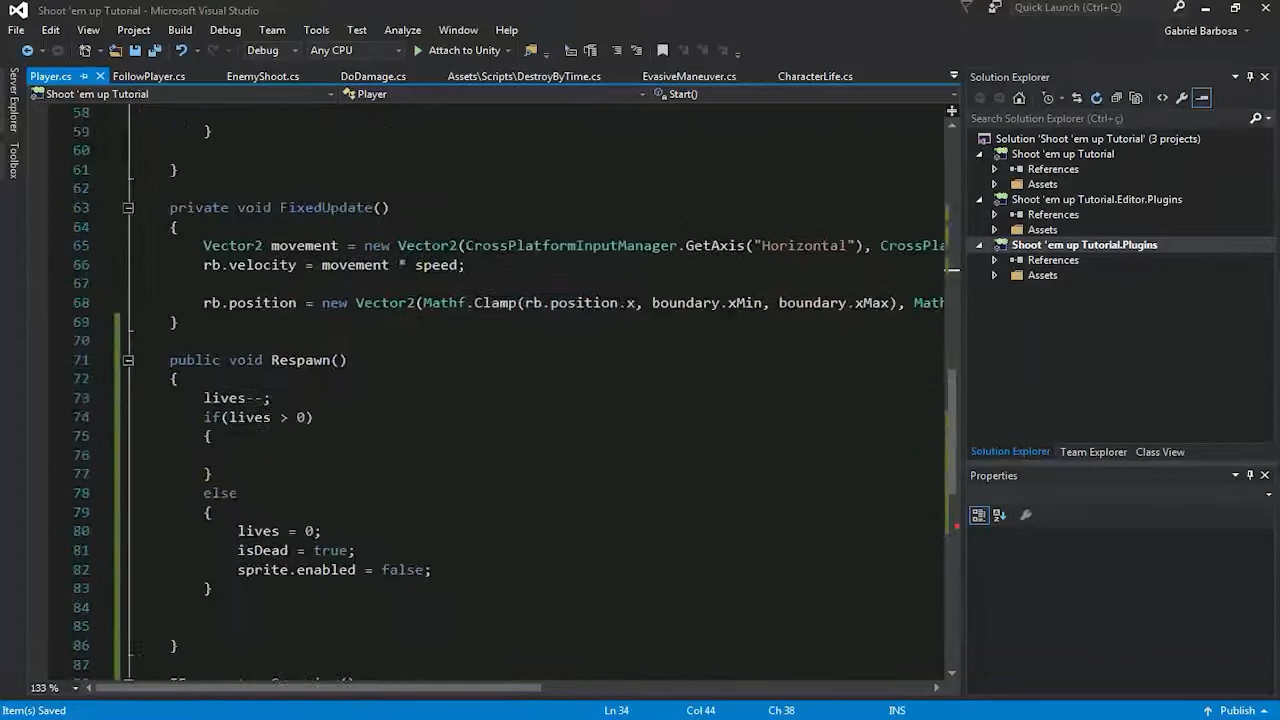 Shoot 'em up Tutorial - Microsoft Visual Studio
Quick Launch (Ctrl+Q)
File Edit View Project Build Debug Team Tools Test Analyze Window Help
Gabriel Barbosa
Debug Any CPU Attach to Unity
Server Explorer
Toolbox
Player.cs FollowPlayer.cs EnemyShoot.cs DoDamage.cs Assets\Scripts\DestroyByTime.cs EvasiveManeuver.cs CharacterLife.cs
Shoot 'em up Tutorial Player Start()
58
59 }
60
61 }
62
63 private void FixedUpdate()
64 {
65 Vector2 movement = new Vector2(CrossPlatformInputManager.GetAxis("Horizontal"), CrossPla
66 rb.velocity = movement * speed;
67
68 rb.position = new Vector2(Mathf.Clamp(rb.position.x, boundary.xMin, boundary.xMax), Math
69 }
70
71 public void Respawn()
72 {
73 lives--;
74 if(lives > 0)
75 {
76
77 }
78 else
79 {
80 lives = 0;
81 isDead = true;
82 sprite.enabled = false;
83 }
84
85
86 }
87
133 %
Solution Explorer
Search Solution Explorer (Ctrl+ç)
Solution 'Shoot 'em up Tutorial' (3 projects)
Shoot 'em up Tutorial
References
Assets
Shoot 'em up Tutorial.Editor.Plugins
References
Assets
Shoot 'em up Tutorial.Plugins
References
Assets
Solution Explorer Team Explorer Class View
Properties
Item(s) Saved Ln 34 Col 44 Ch 38 INS Publish